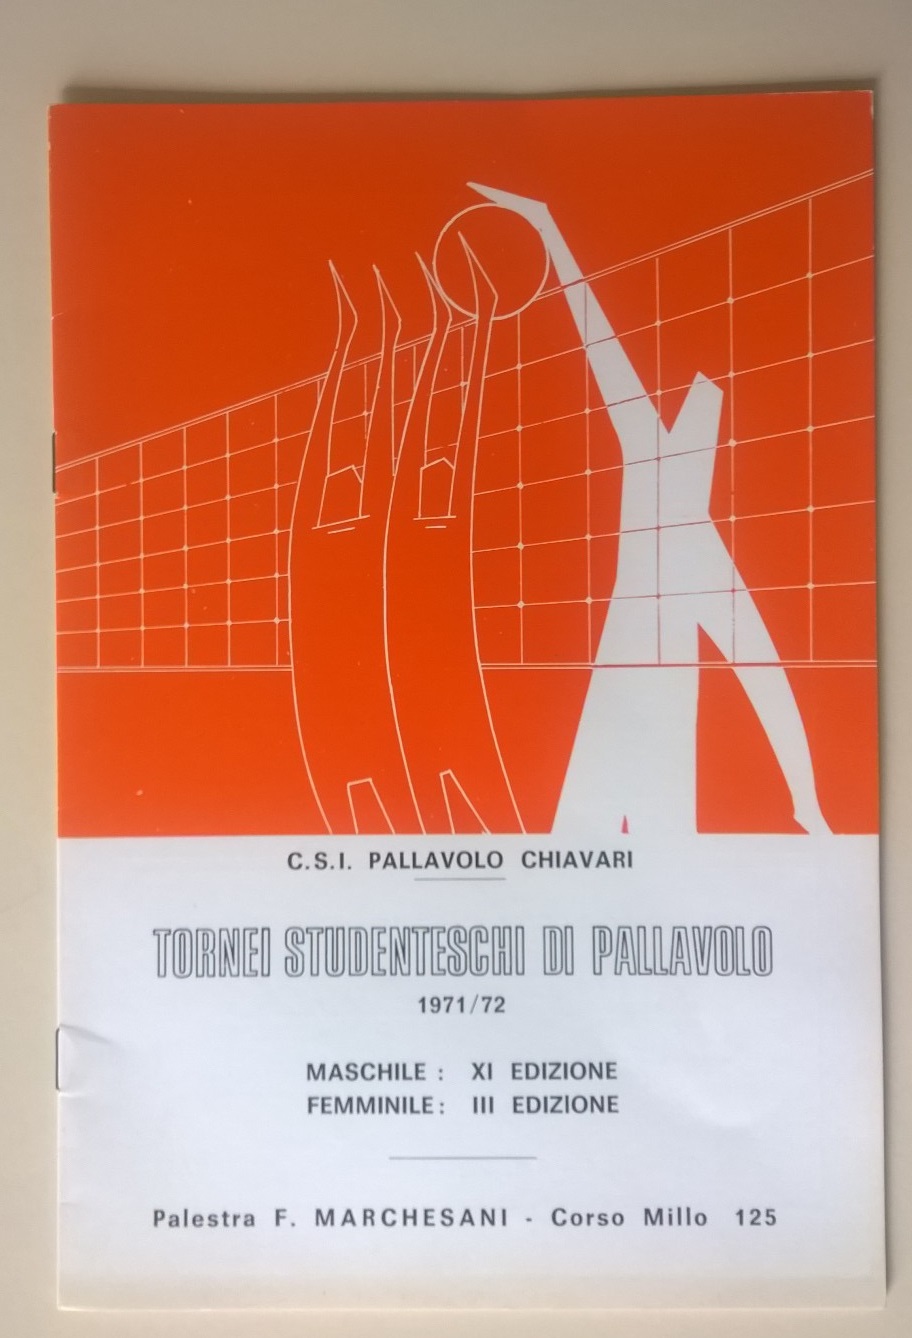 C.S.I. PALLAVOLO CHIAVARI
TORNEI STUDENTESCHI DI PALLAVOLO
1971/72
MASCHILE : XI EDIZIONE
FEMMINILE : III EDIZIONE
Palestra F. MARCHESANI - Corso Millo 125